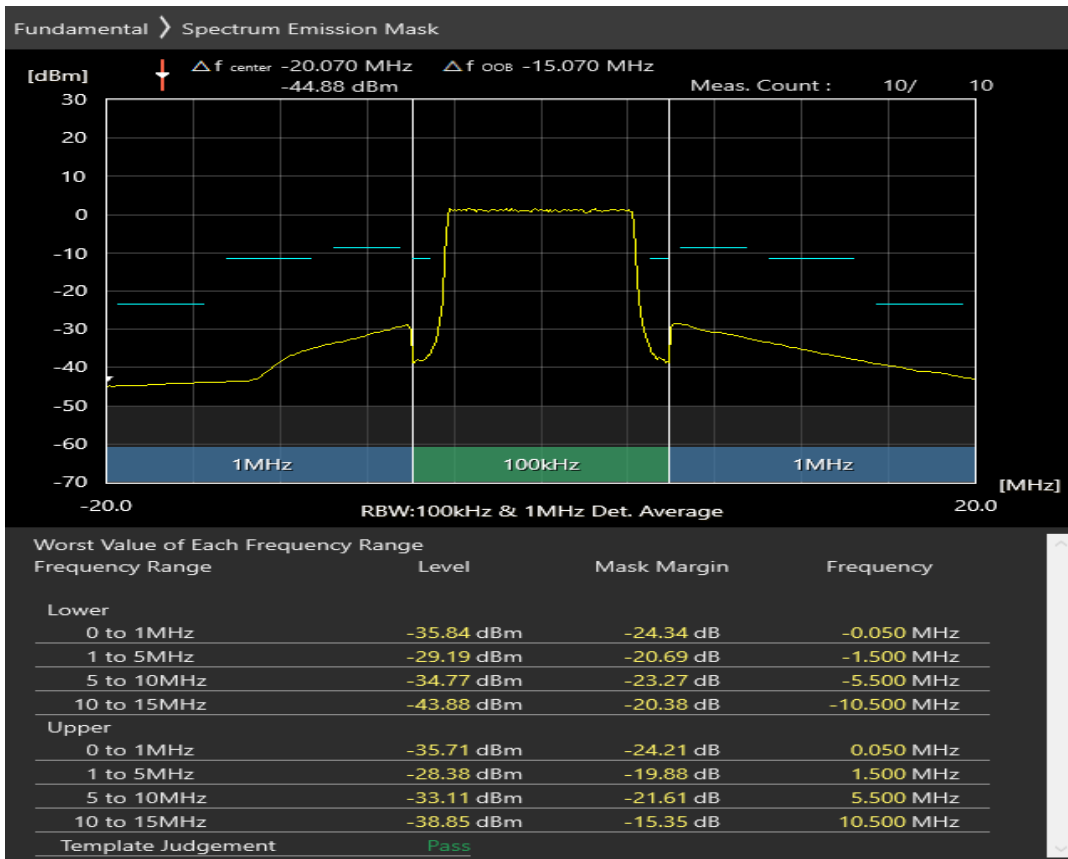 Fundamental ❯ Spectrum Emission Mask
[dBm]
△f center -20.070 MHz △f OOB -15.070 MHz
-44.88 dBm
Meas. Count : 10/ 10
30
20
10
0
-10
-20
-30
-40
-50
-60
-70
1MHz 100kHz 1MHz
[MHz]
-20.0 RBW:100kHz & 1MHz Det. Average 20.0
Worst Value of Each Frequency Range
Frequency Range Level Mask Margin Frequency
Lower
0 to 1MHz -35.84 dBm -24.34 dB -0.050 MHz
1 to 5MHz -29.19 dBm -20.69 dB -1.500 MHz
5 to 10MHz -34.77 dBm -23.27 dB -5.500 MHz
10 to 15MHz -43.88 dBm -20.38 dB -10.500 MHz
Upper
0 to 1MHz -35.71 dBm -24.21 dB 0.050 MHz
1 to 5MHz -28.38 dBm -19.88 dB 1.500 MHz
5 to 10MHz -33.11 dBm -21.61 dB 5.500 MHz
10 to 15MHz -38.85 dBm -15.35 dB 10.500 MHz
Template Judgement Pass